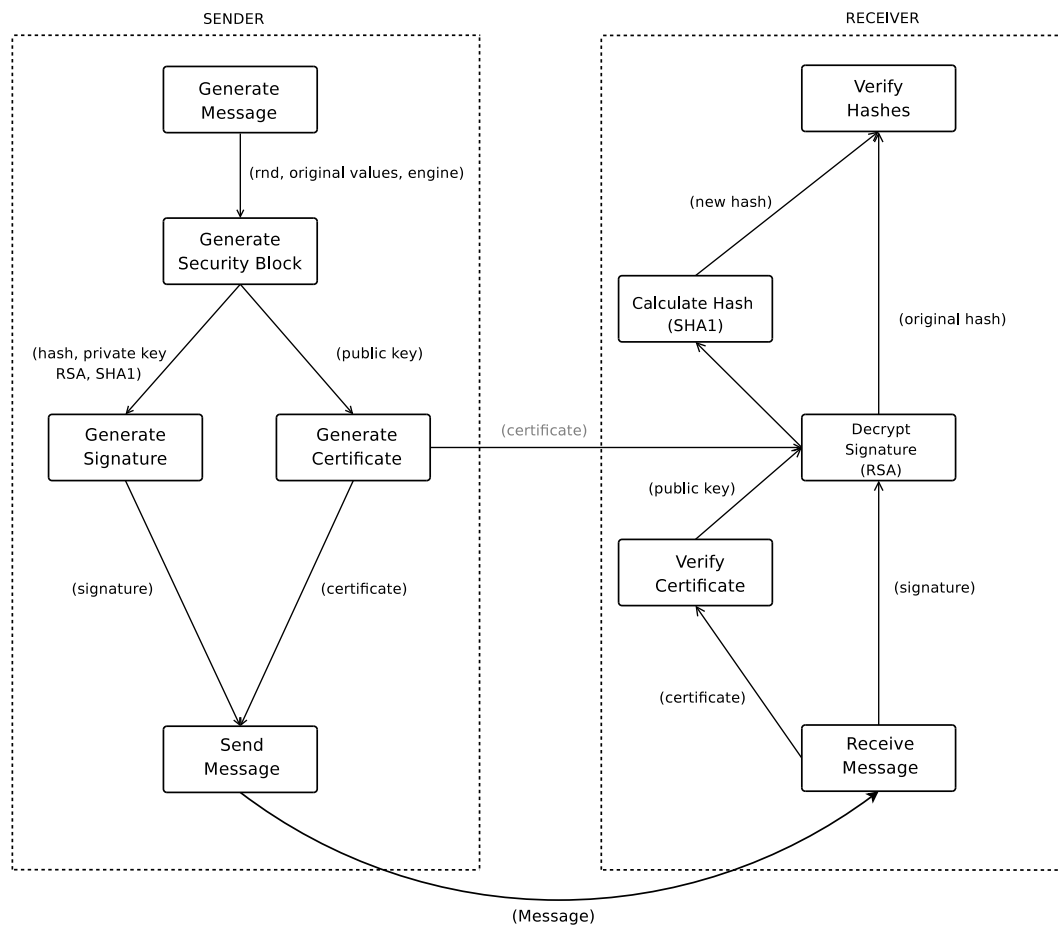 SENDER
Generate
Message
(rnd, original values, engine)
Generate
Security Block
(hash, private key
RSA, SHA1)
(public key)
Generate
Signature
Generate
Certificate
(signature)
(certificate)
Send
Message
(certificate)
(Message)
RECEIVER
Verify
Hashes
(new hash)
Calculate Hash
(SHA1)
(original hash)
Decrypt
Signature
(RSA)
(public key)
Verify
Certificate
(signature)
(certificate)
Receive
Message